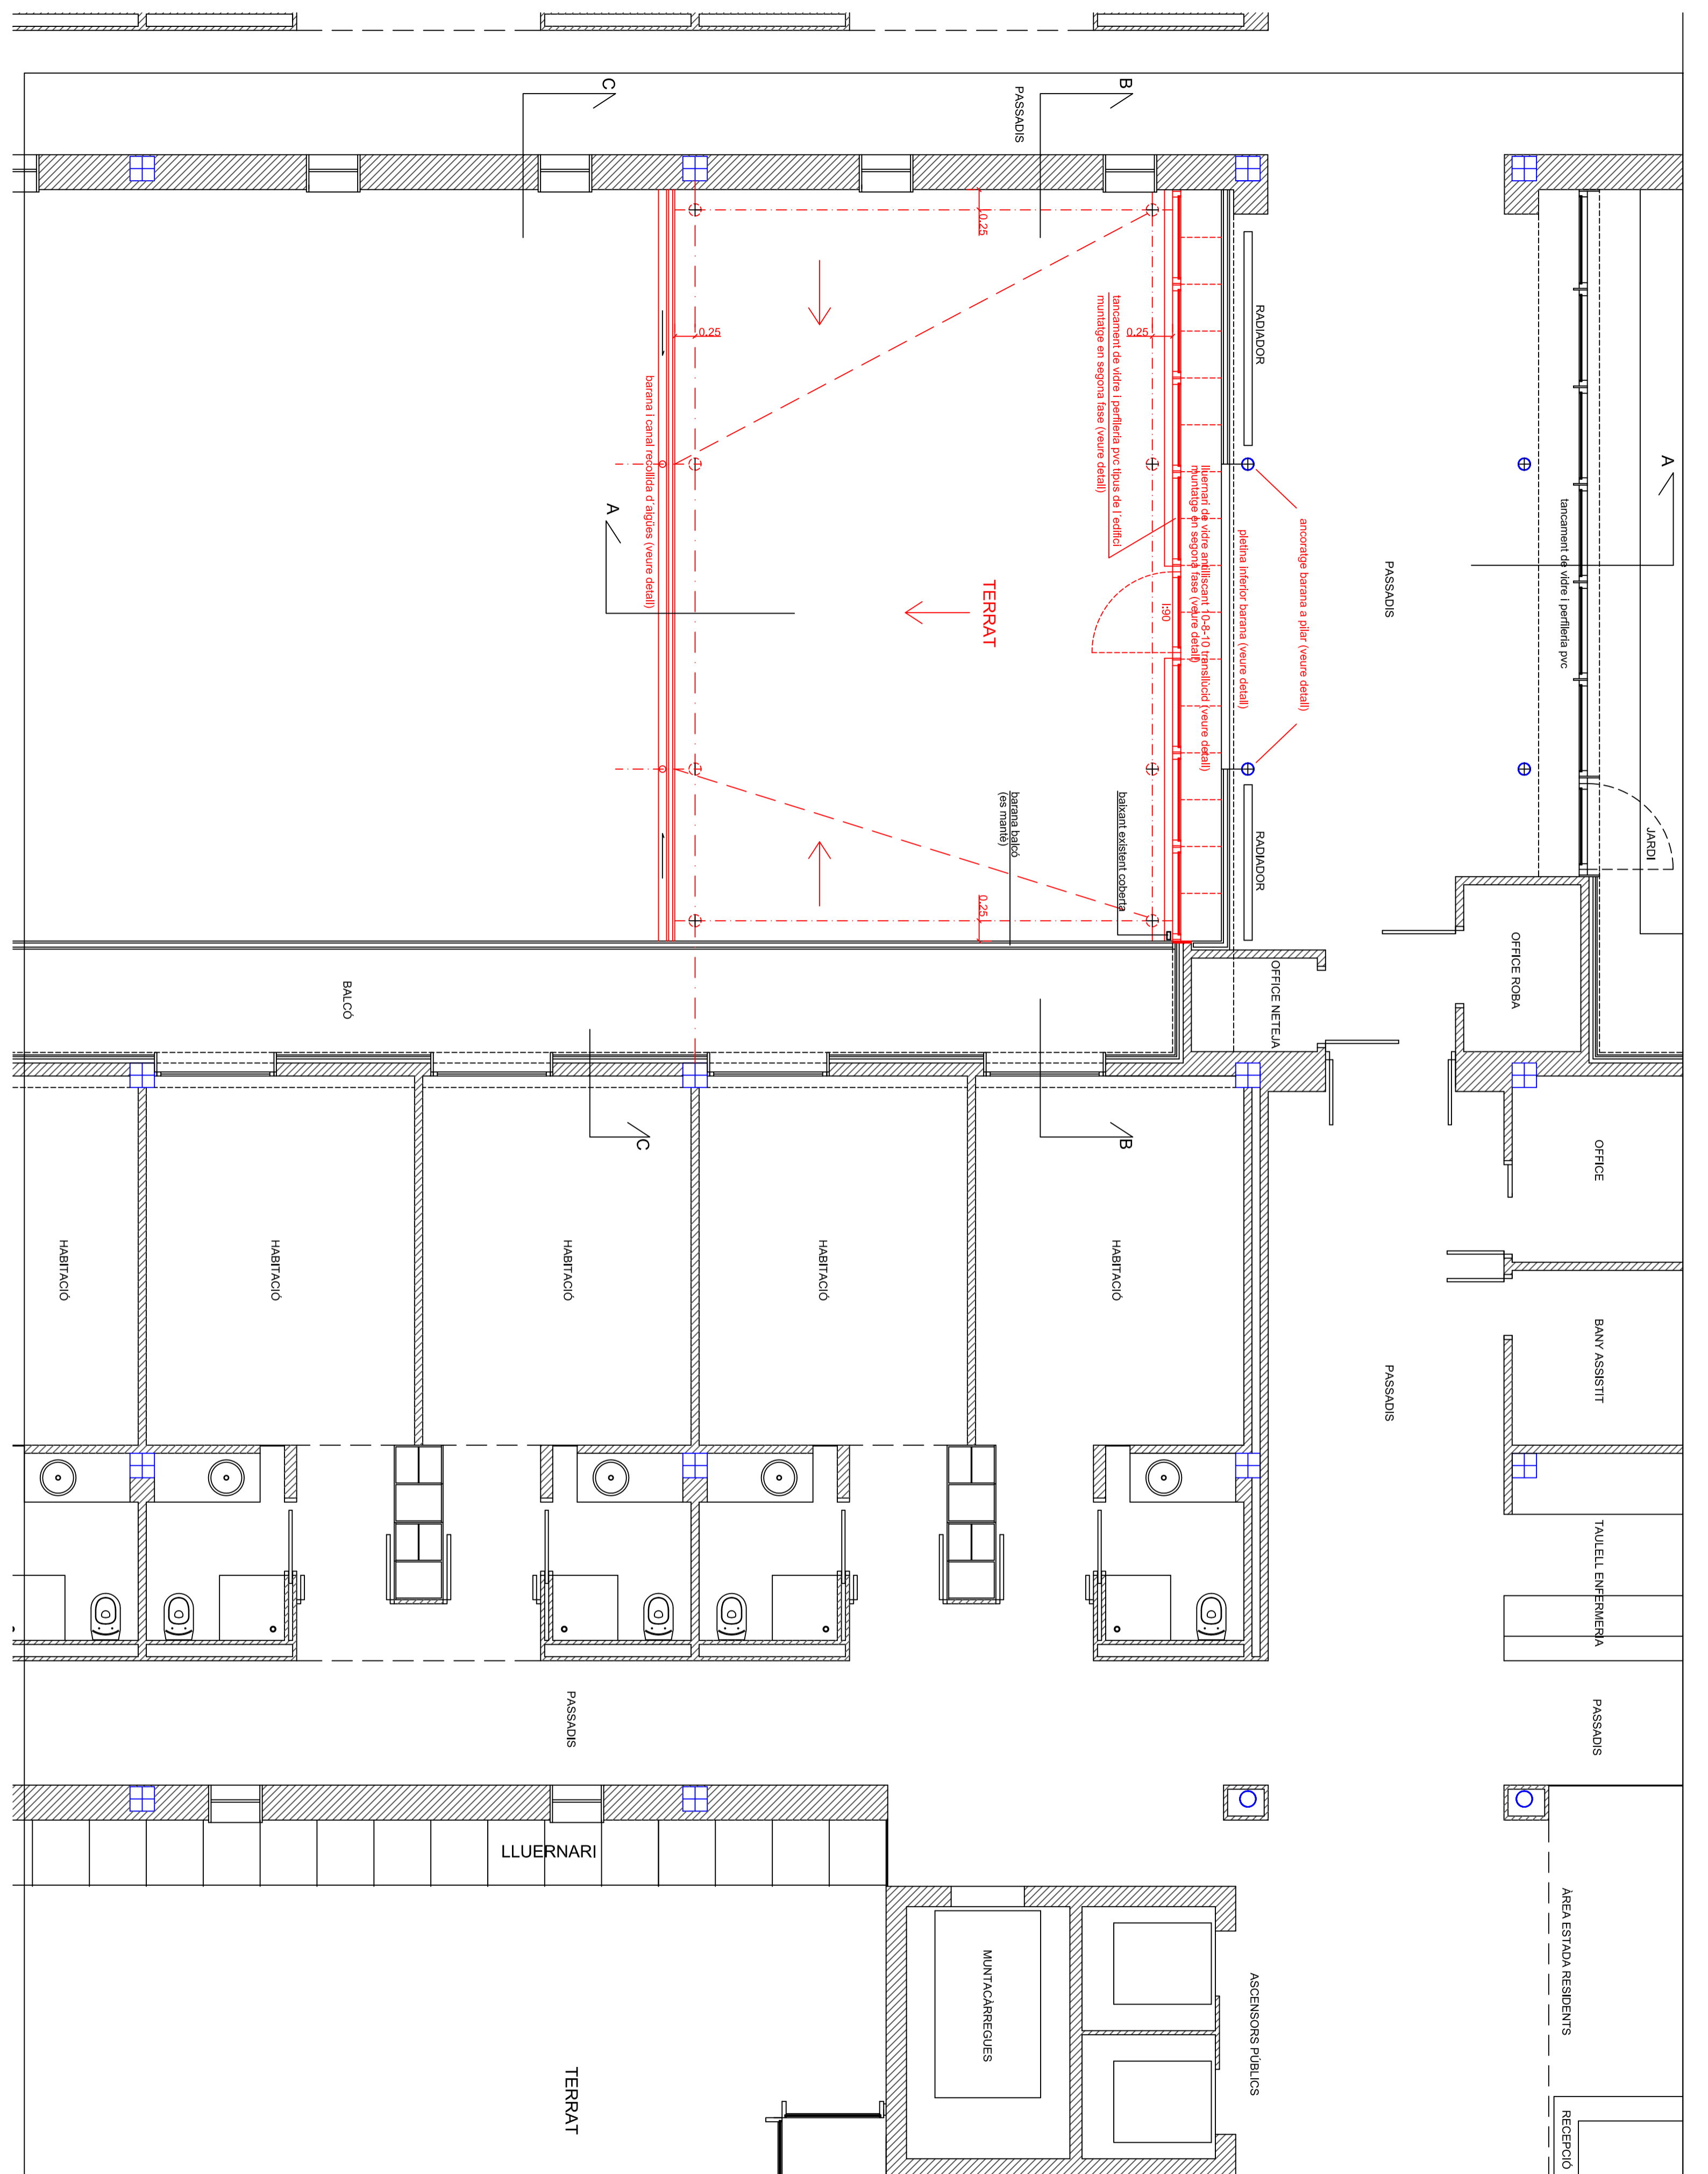 A
tancament de vidre i perfileria pvc
JARDI
OFFICE ROBA
OFFICE
BANY ASSISTIT
TAULELL ENFERMERIA
PASSADIS
ÀREA ESTADA RESIDENTS
RECEPCIÓ
PASSADIS
PASSADIS
ancoratge barana a pilar (veure detall)
RADIADOR
RADIADOR
OFFICE NETEJA
ASCENSORS PÚBLICS
pletina inferior barana (veure detall)
lluernari de vidre antilliscant 10-8-10 transllúcid (veure detall)
muntatge en segona fase (veure detall)
l:90
tancament de vidre i perfileria pvc tipus de l'edifici
muntatge en segona fase (veure detall)
baixant existent coberta
B
B
0.25
PASSADIS
barana balcó
(es manté)
HABITACIÓ
0.25
TERRAT
0.25
MUNTACÀRREGUES
0.25
HABITACIÓ
barana i canal recollida d'aigües (veure detall)
C
A
C
HABITACIÓ
PASSADIS
LLUERNARI
TERRAT
BALCÓ
HABITACIÓ
HABITACIÓ